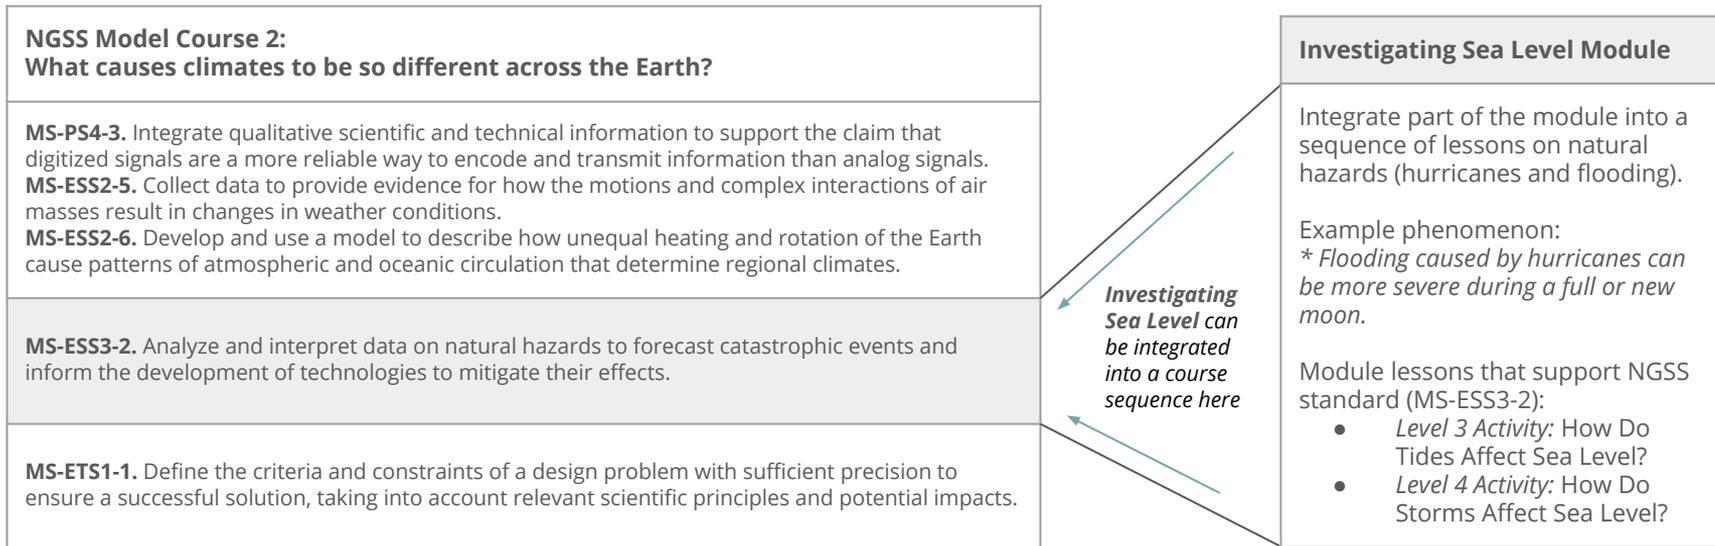 NGSS Model Course 2:
What causes climates to be so different across the Earth?
MS-PS4-3. Integrate qualitative scientific and technical information to support the claim that
digitized signals are a more reliable way to encode and transmit information than analog signals.
MS-ESS2-5. Collect data to provide evidence for how the motions and complex interactions of air
masses result in changes in weather conditions.
MS-ESS2-6. Develop and use a model to describe how unequal heating and rotation of the Earth
cause patterns of atmospheric and oceanic circulation that determine regional climates.
MS-ESS3-2. Analyze and interpret data on natural hazards to forecast catastrophic events and
inform the development of technologies to mitigate their effects.
MS-ETS1-1. Define the criteria and constraints of a design problem with sufficient precision to
ensure a successful solution, taking into account relevant scientific principles and potential impacts.
Investigating
Sea Level can
be integrated
into a course
sequence here
Investigating Sea Level Module
Integrate part of the module into a
sequence of lessons on natural
hazards (hurricanes and flooding).
Example phenomenon:
* Flooding caused by hurricanes can
be more severe during a full or new
moon.
Module lessons that support NGSS
standard (MS-ESS3-2):
● Level 3 Activity: How Do
Tides Affect Sea Level?
● Level 4 Activity: How Do
Storms Affect Sea Level?